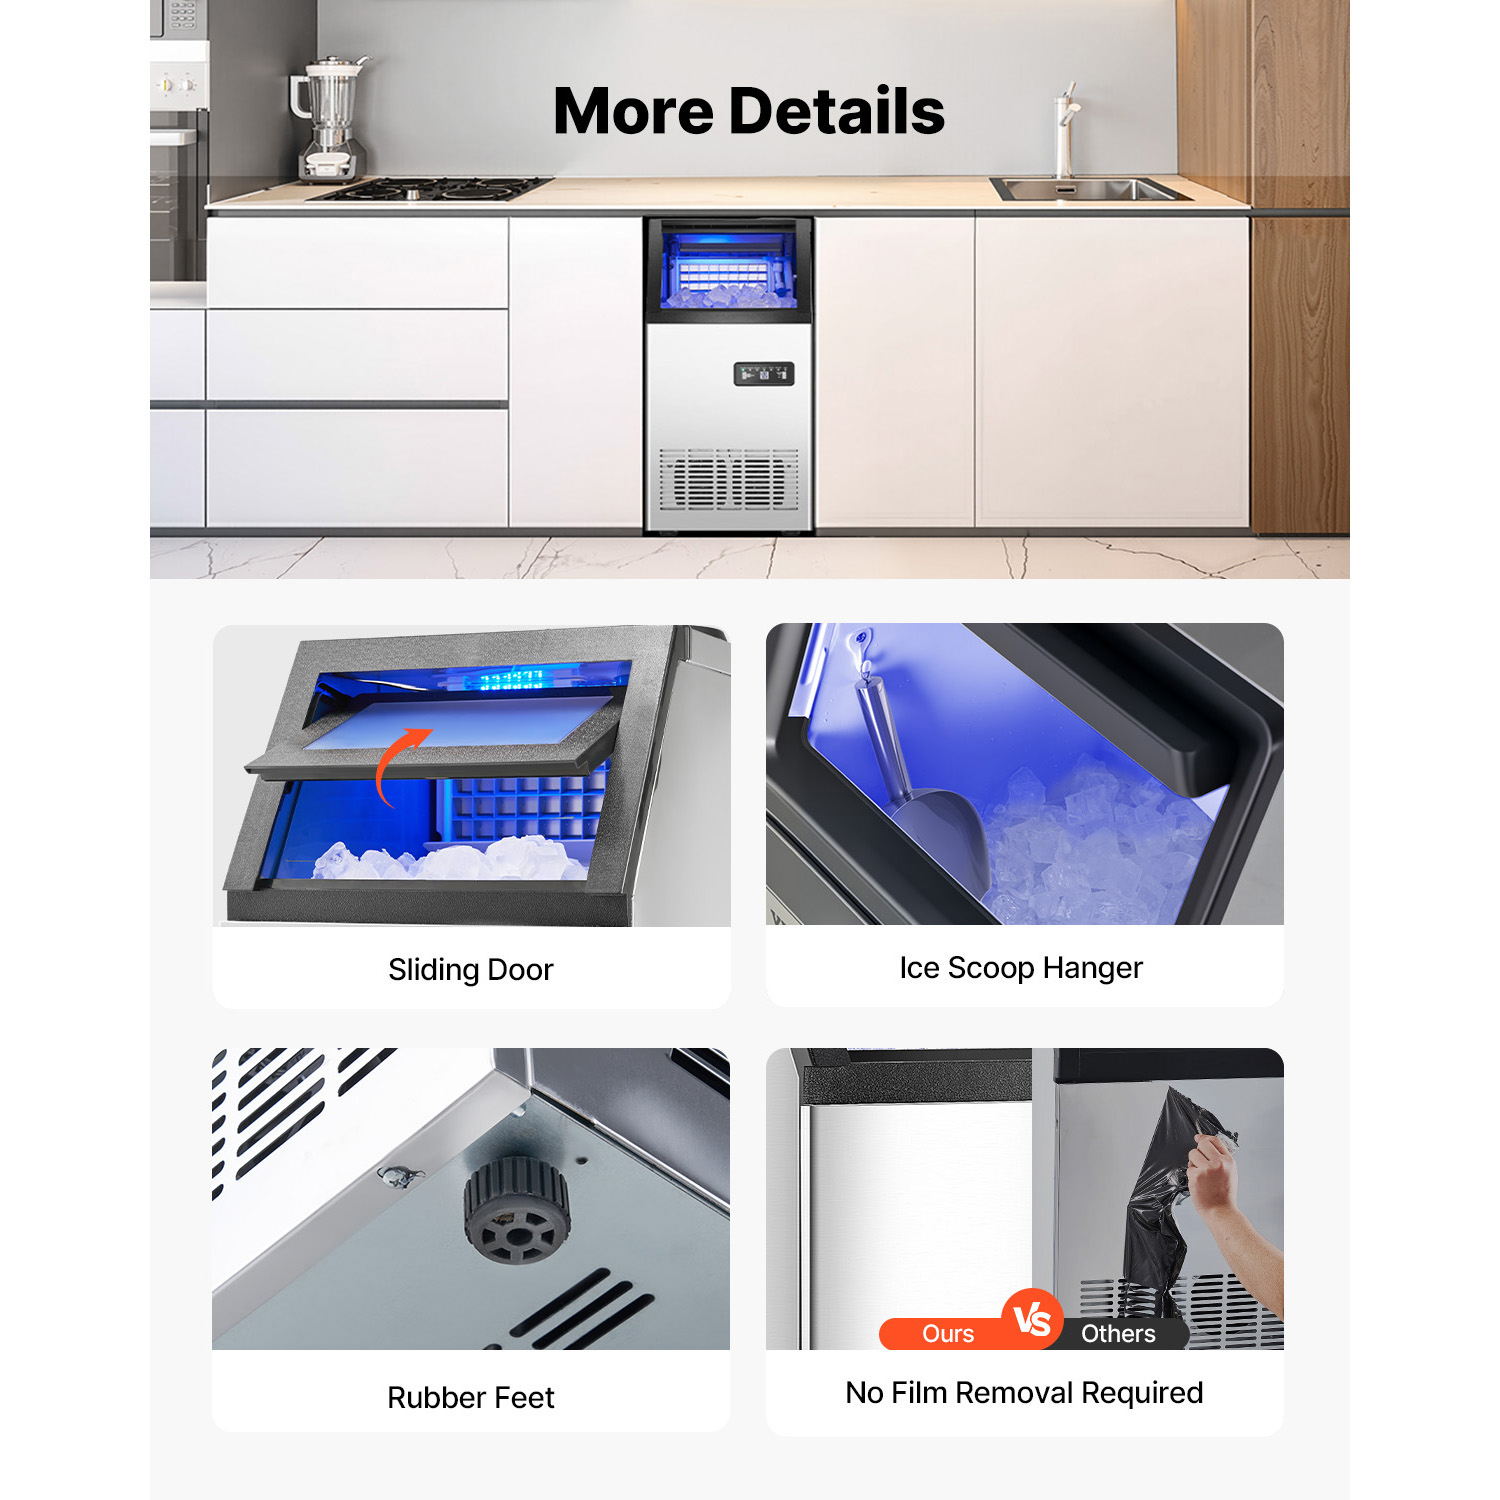 More Details
Sliding Door
Ice Scoop Hanger
Rubber Feet
Ours
VS
Others
No Film Removal Required